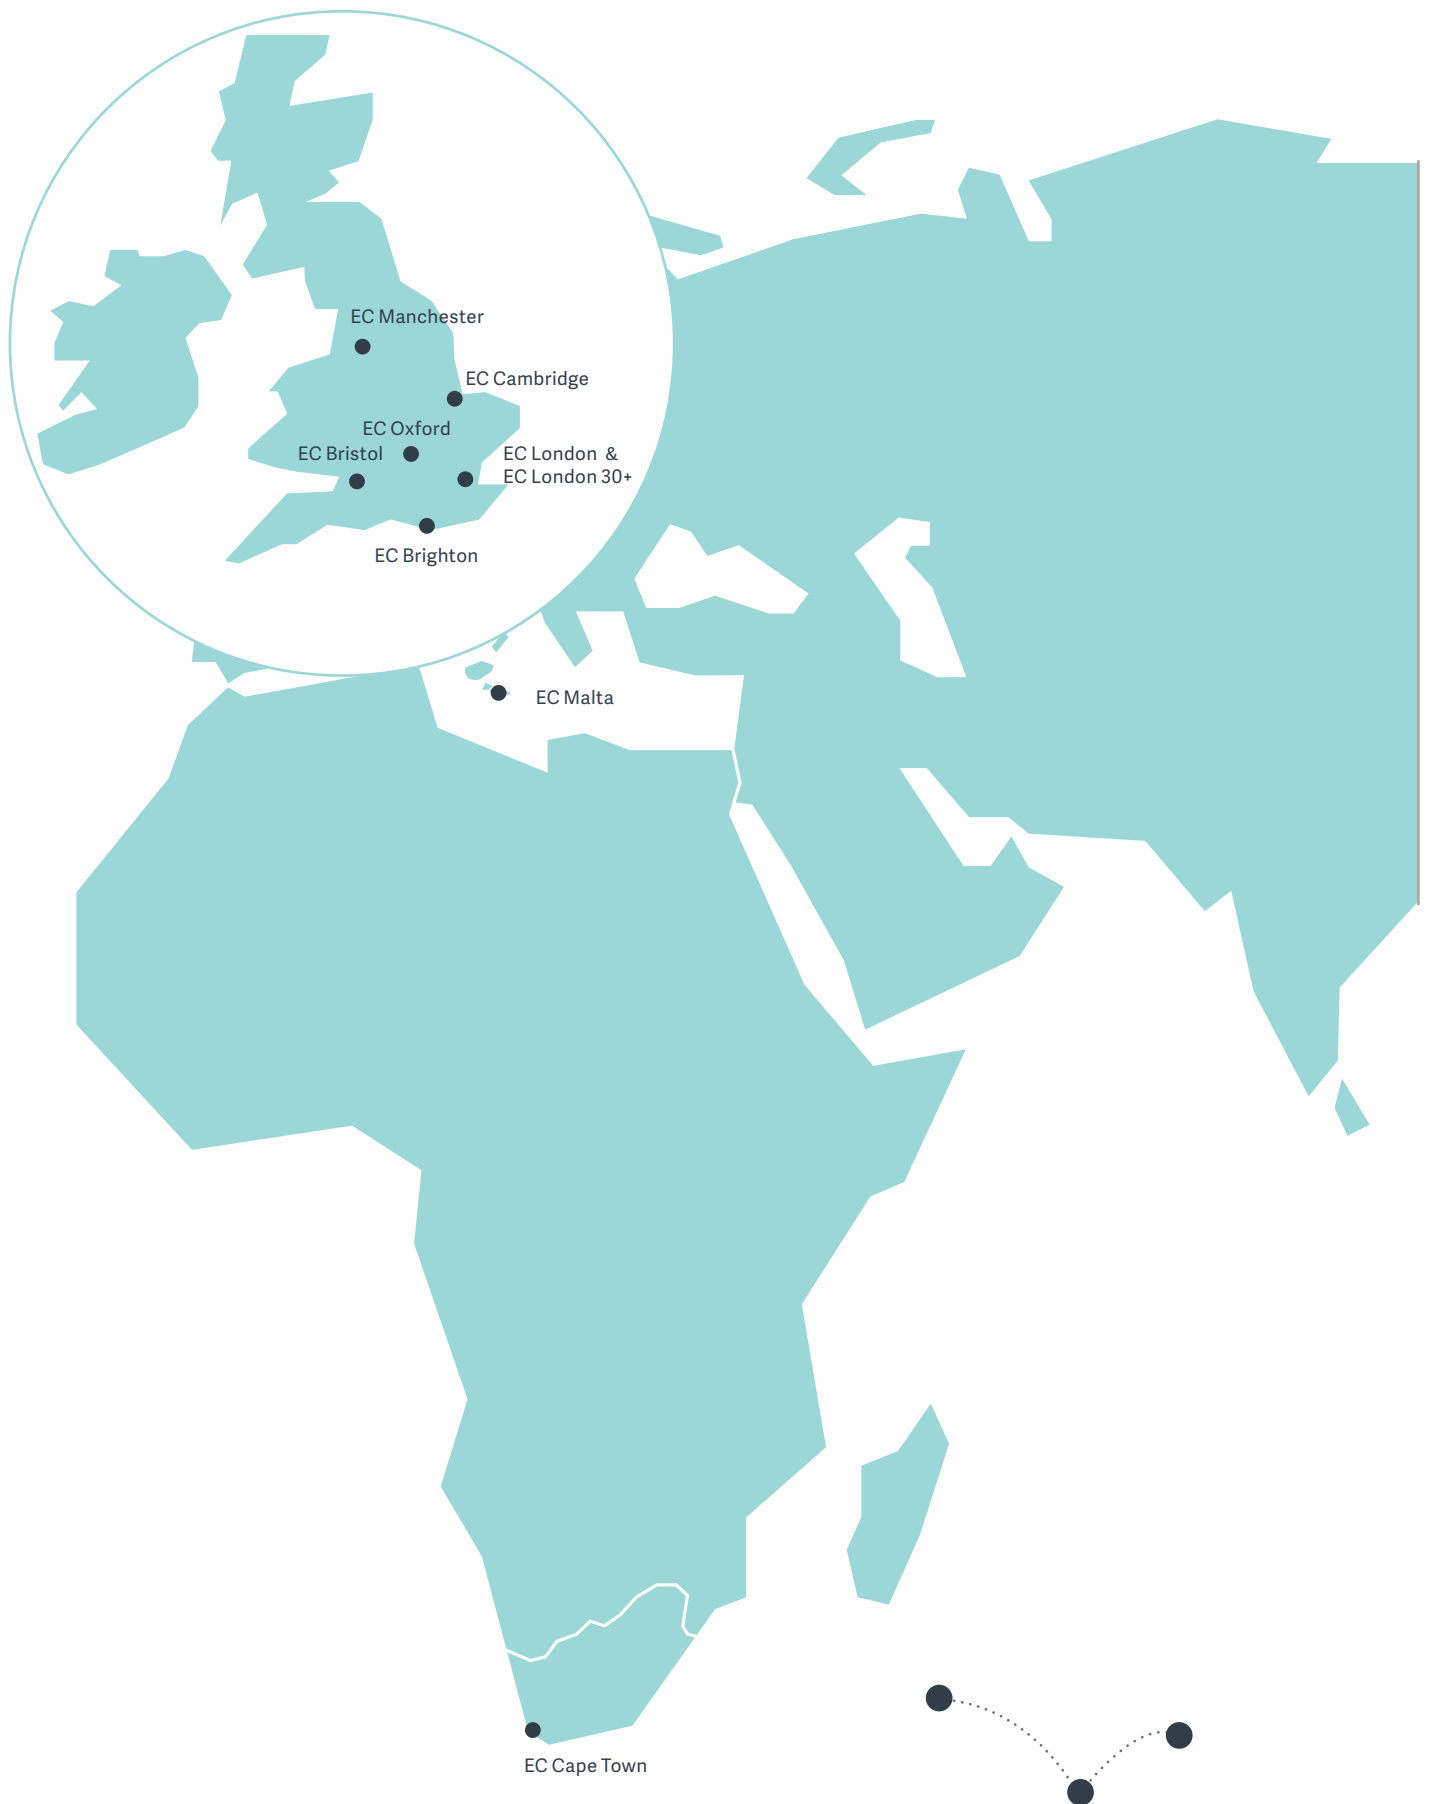 EC Manchester
EC Cambridge
EC Oxford
EC Bristol
EC London &
EC London 30+
EC Brighton
EC Malta
EC Cape Town